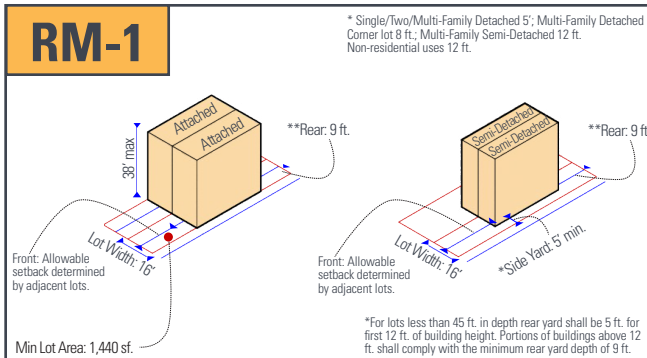 RM-1
* Single/Two/Multi-Family Detached 5'; Multi-Family Detached
Corner lot 8 ft.; Multi-Family Semi-Detached 12 ft.
Non-residential uses 12 ft.
Attached
Attached
38' max
**Rear: 9 ft.
Lot Width: 16'
Front: Allowable
setback determined
by adjacent lots.
Min Lot Area: 1,440 sf.
Semi-Detached
Semi-Detached
**Rear: 9 ft
Lot Width: 16'
*Side Yard: 5' min.
Front: Allowable
setback determined
by adjacent lots.
*For lots less than 45 ft. in depth rear yard shall be 5 ft. for
first 12 ft. of building height. Portions of buildings above 12
ft. shall comply with the minimum rear yard depth of 9 ft.